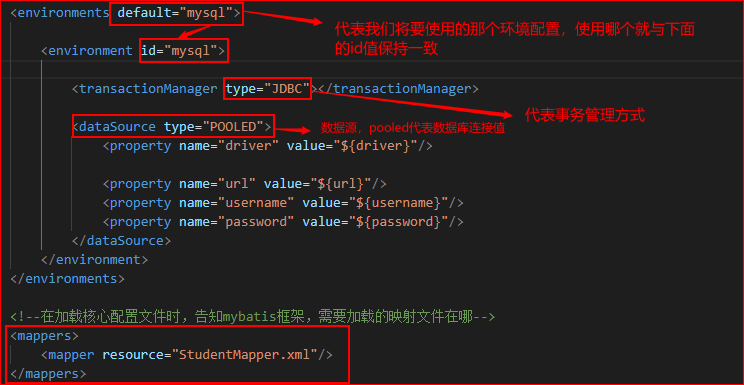 <environments default="mysql">
代表我们将要使用的那个环境配置，使用哪个就与下面
的id值保持一致
<environment id="mysql">
<transactionManager type="JDBC"></transactionManager>
代表事务管理方式
<dataSource type="POOLED">
数据源，pooled代表数据库连接值
<property name="driver" value="${driver}"/>
<property name="url" value="${url}"/>
<property name="username" value="${username}"/>
<property name="password" value="${password}"/>
</dataSource>
</environment>
</environments>
<!--在加载核心配置文件时，告知mybatis框架，需要加载的映射文件在哪-->
<mappers>
<mapper resource="StudentMapper.xml"/>
</mappers>